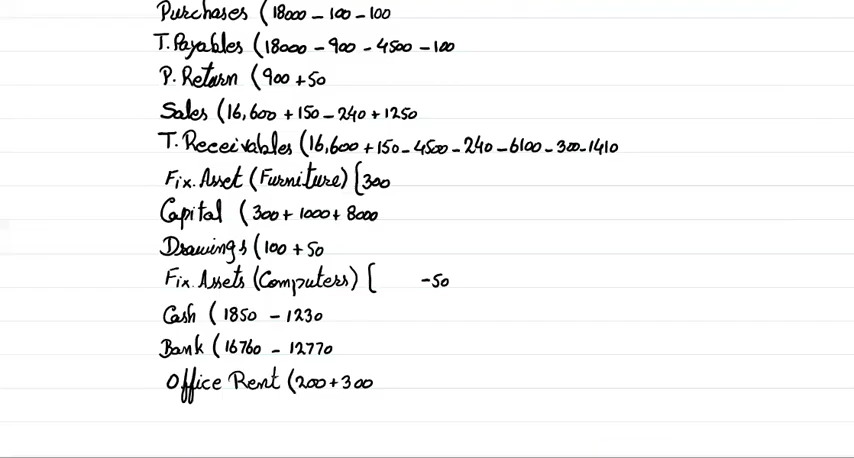 Purchases (18000 - 100 - 100
T. Payables (18000 - 900 - 4500 - 100
P. Return (900 + 50
Sales (16,600 + 150 - 240 + 1250
T. Receivables (16,600 + 150 - 4500 - 240 - 6100 - 300 - 1410
Fix. Asset (Furniture) [300
Capital (300 + 1000 + 8000
Drawings (100 + 50
Fix. Assets (Computers) [ -50
Cash (1850 - 1230
Bank (16760 - 12770
Office Rent (200 + 300